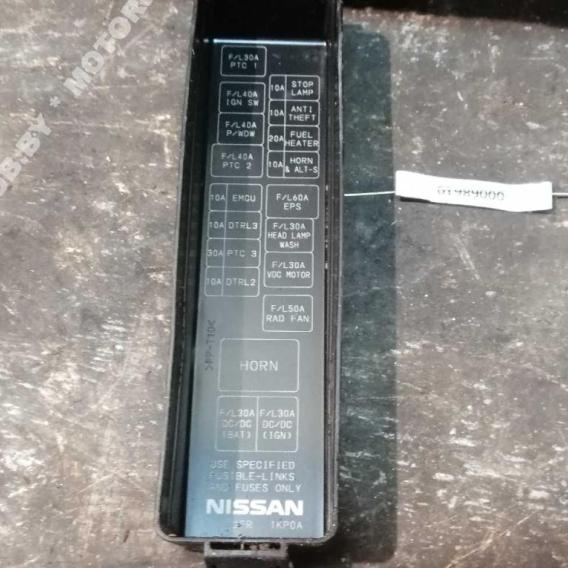 F/L30A
PTC 1
F/L40A
IGN SW
F/L40A
P/WDW
F/L40A
PTC 2
10A STOP
LAMP
10A ANTI
THEFT
20A FUEL
HEATER
10A HORN
& ALT-S
10A EMGU
10A DTRL3
30A PTC 3
10A DTRL2
F/L60A
EPS
F/L30A
HEAD LAMP
WASH
F/L30A
VDC MOTOR
F/L50A
RAD FAN
HORN
F/L30A
DC/DC
(BAT)
F/L30A
DC/DC
(IGN)
USE SPECIFIED
FUSIBLE-LINKS
AND FUSES ONLY
NISSAN
1KP0A